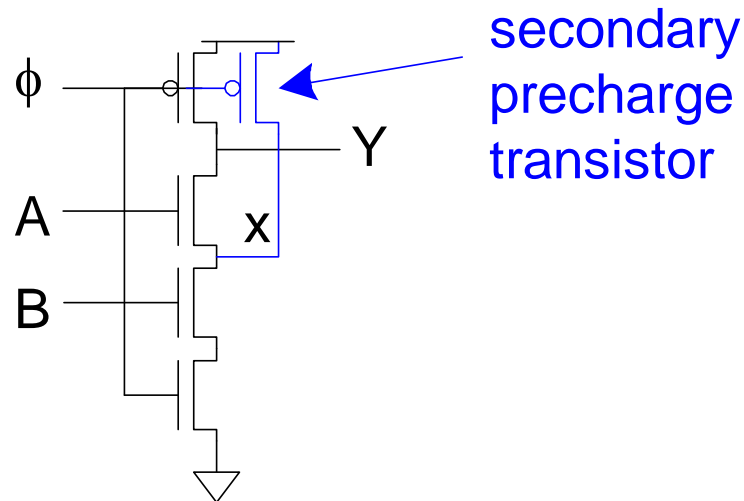 secondary
precharge
transistor
ϕ
Y
A
x
B